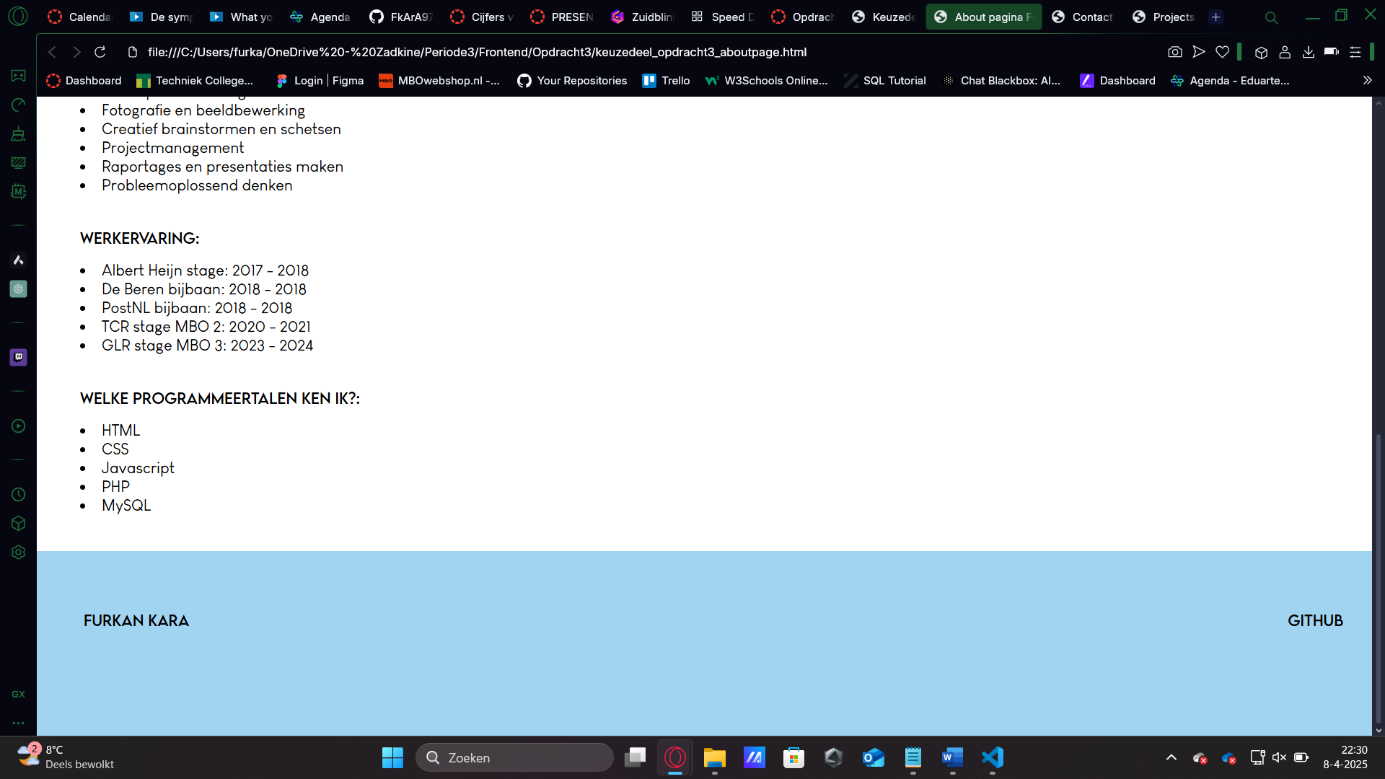 Calenda
De symp
What yo
Agenda
FkArA97
Cijfers v
PRESEN
Zuidblin
Speed D
Opdrach
Keuzede
About pagina F
Contact
Projects
file:///C:/Users/furka/OneDrive%20-%20Zadkine/Periode3/Frontend/Opdracht3/keuzedeel_opdracht3_aboutpage.html
Dashboard
Techniek College...
Login | Figma
MBOwebshop.nl -...
Your Repositories
Trello
W3Schools Online...
SQL Tutorial
Chat Blackbox: AI...
Dashboard
Agenda - Eduarte...
• Fotografie en beeldbewerking
• Creatief brainstormen en schetsen
• Projectmanagement
• Raportages en presentaties maken
• Probleemoplossend denken
WERKERVARING:
• Albert Heijn stage: 2017 - 2018
• De Beren bijbaan: 2018 - 2018
• PostNL bijbaan: 2018 - 2018
• TCR stage MBO 2: 2020 - 2021
• GLR stage MBO 3: 2023 - 2024
WELKE PROGRAMMEERTALEN KEN IK?:
• HTML
• CSS
• Javascript
• PHP
• MySQL
FURKAN KARA
GITHUB
GX
2
8°C
Deels bewolkt
Zoeken
22:30
8-4-2025